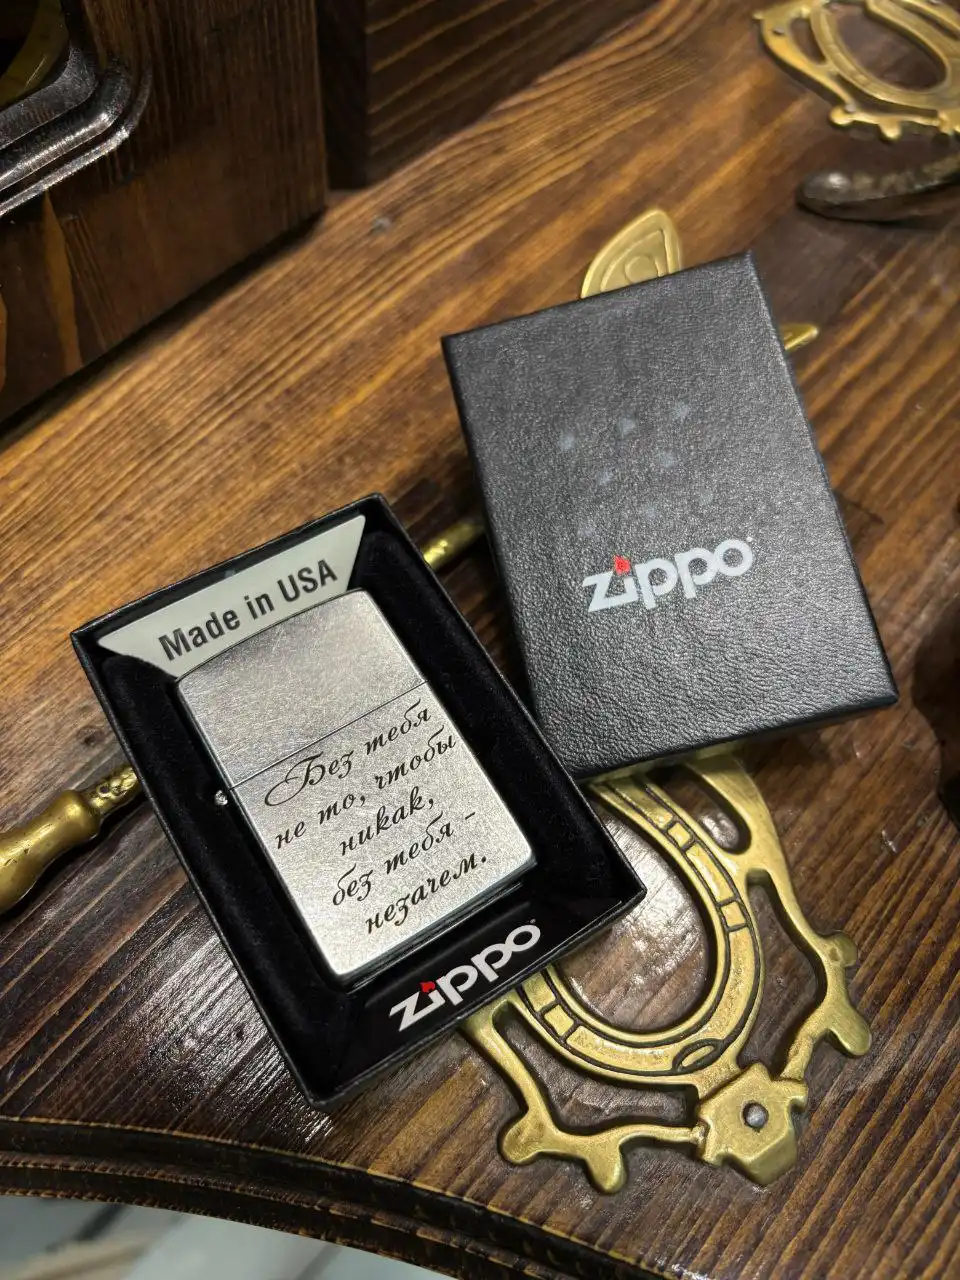 zippo
Made in USA
Без тебя
не то, чтобы
никак,
без тебя -
незачем.
zippo